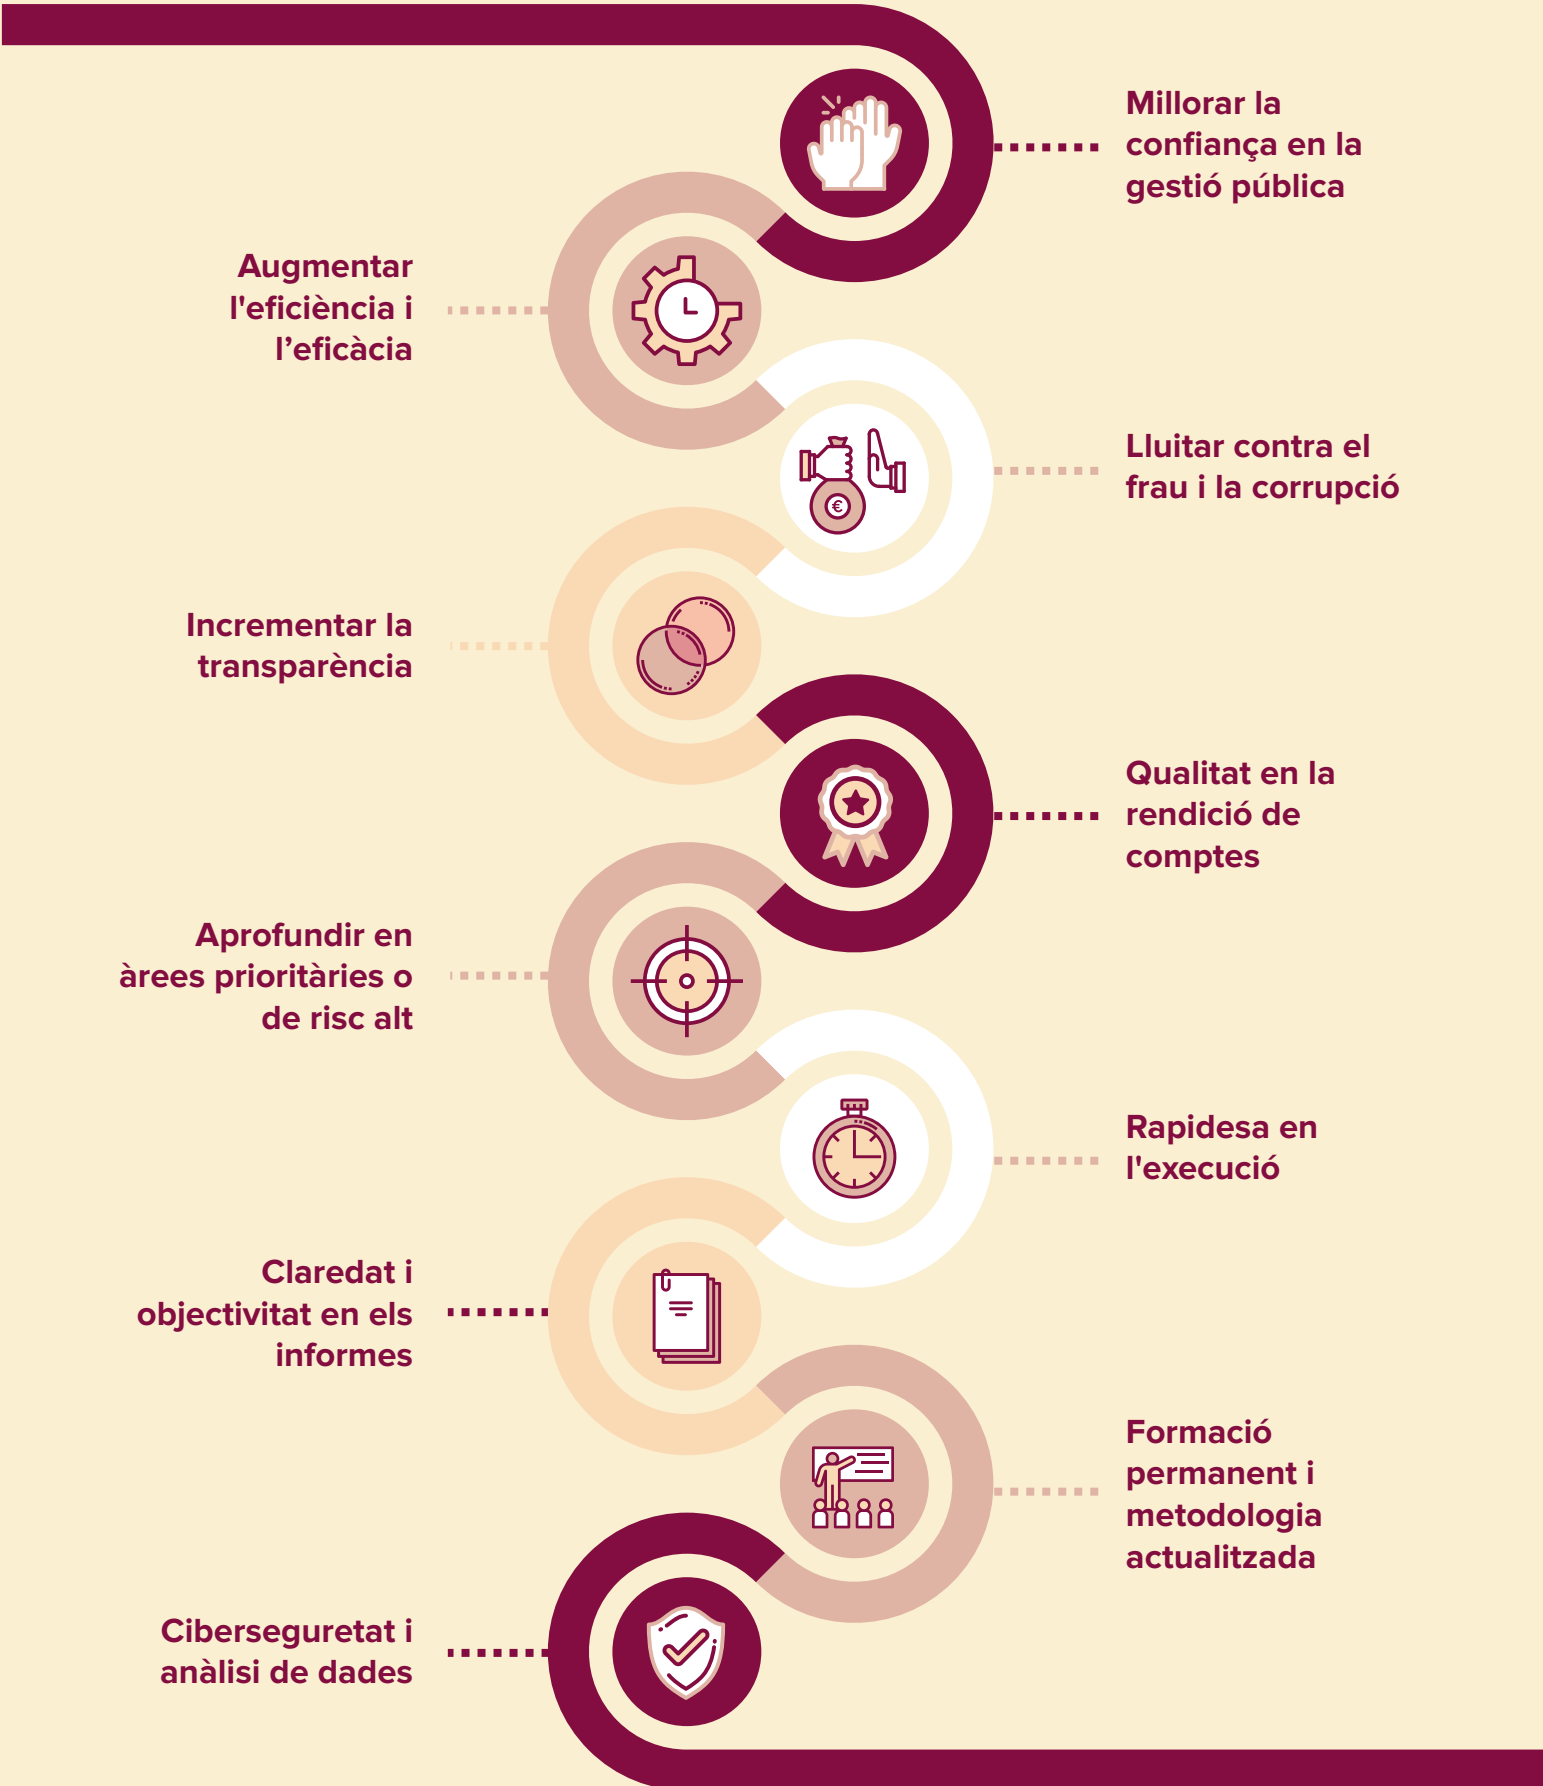 Millorar la
confiança en la
gestió pública
Augmentar
l'eficiència i
l’eficàcia
Lluitar contra el
frau i la corrupció
€
Incrementar la
transparència
Qualitat en la
rendició de
comptes
Aprofundir en
àrees prioritàries o
de risc alt
Rapidesa en
l'execució
Claredat i
objectivitat en els
informes
Formació
permanent i
metodologia
actualitzada
Ciberseguretat i
anàlisi de dades